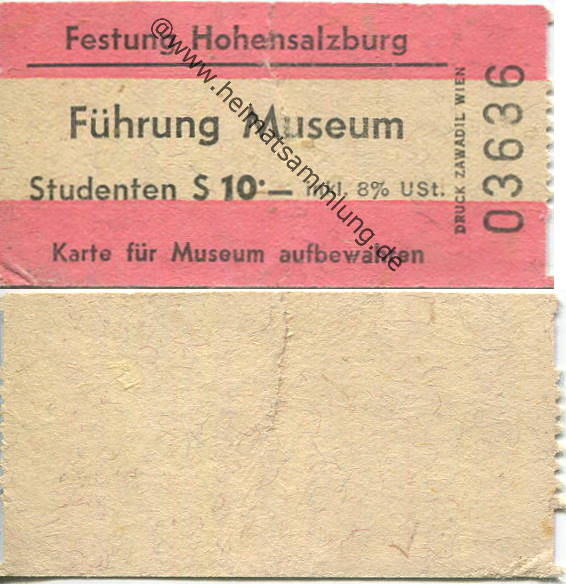 Festung Hohensalzburg
Führung Museum
Studenten S 10·— inkl. 8% USt.
Karte für Museum aufbewahren
DRUCK ZAWADIL WIEN
03636
@www.heimatsammlung.de